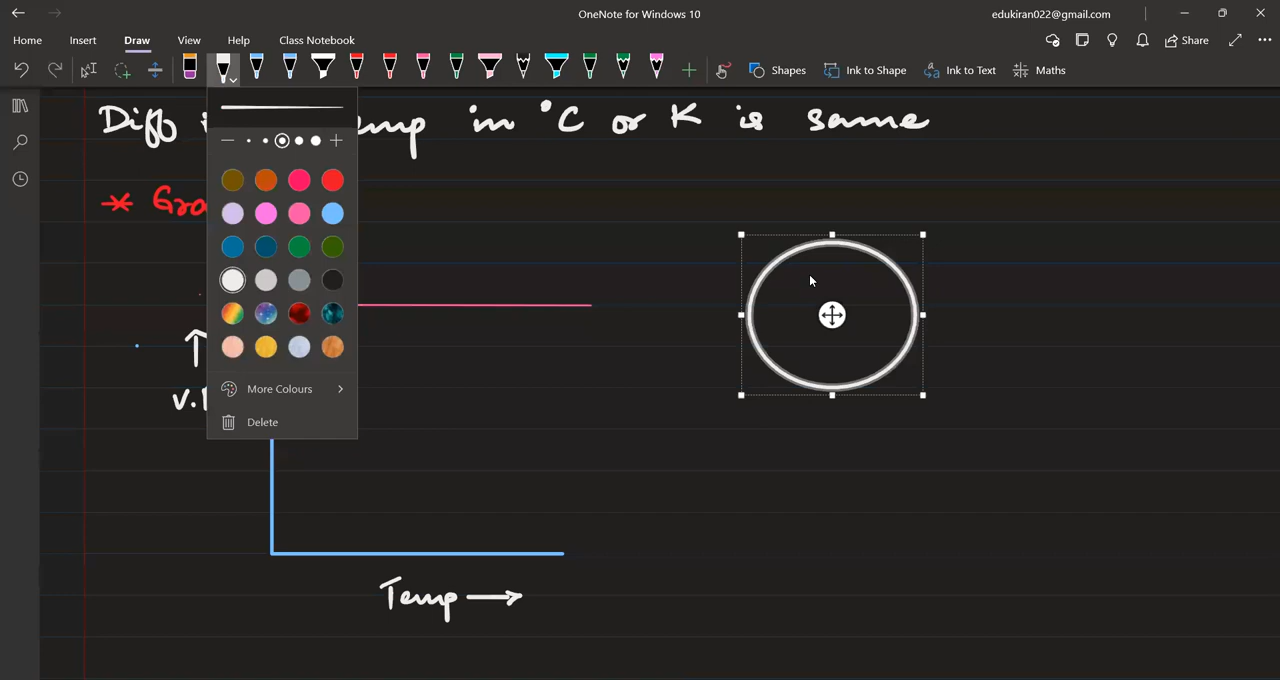 OneNote for Windows 10
edukiran022@gmail.com
Home Insert Draw View Help Class Notebook
Share
Shapes Ink to Shape Ink to Text Maths
in °C or K is same
*
More Colours
Delete
Temp →